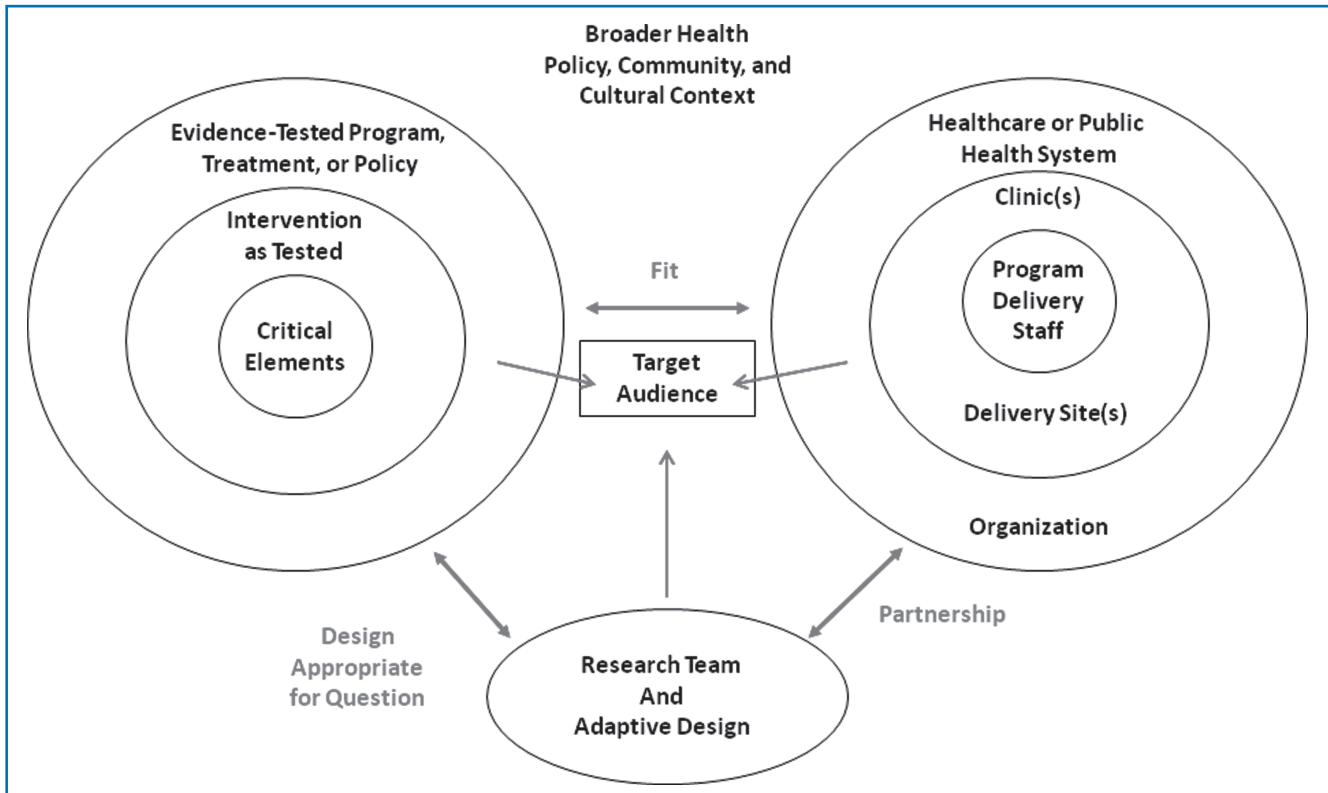 Broader Health
Policy, Community, and
Cultural Context
Evidence-Tested Program,
Treatment, or Policy
Intervention
as Tested
Critical
Elements
Fit
Target
Audience
Healthcare or Public
Health System
Clinic(s)
Program
Delivery
Staff
Delivery Site(s)
Organization
Design
Appropriate
for Question
Partnership
Research Team
And
Adaptive Design